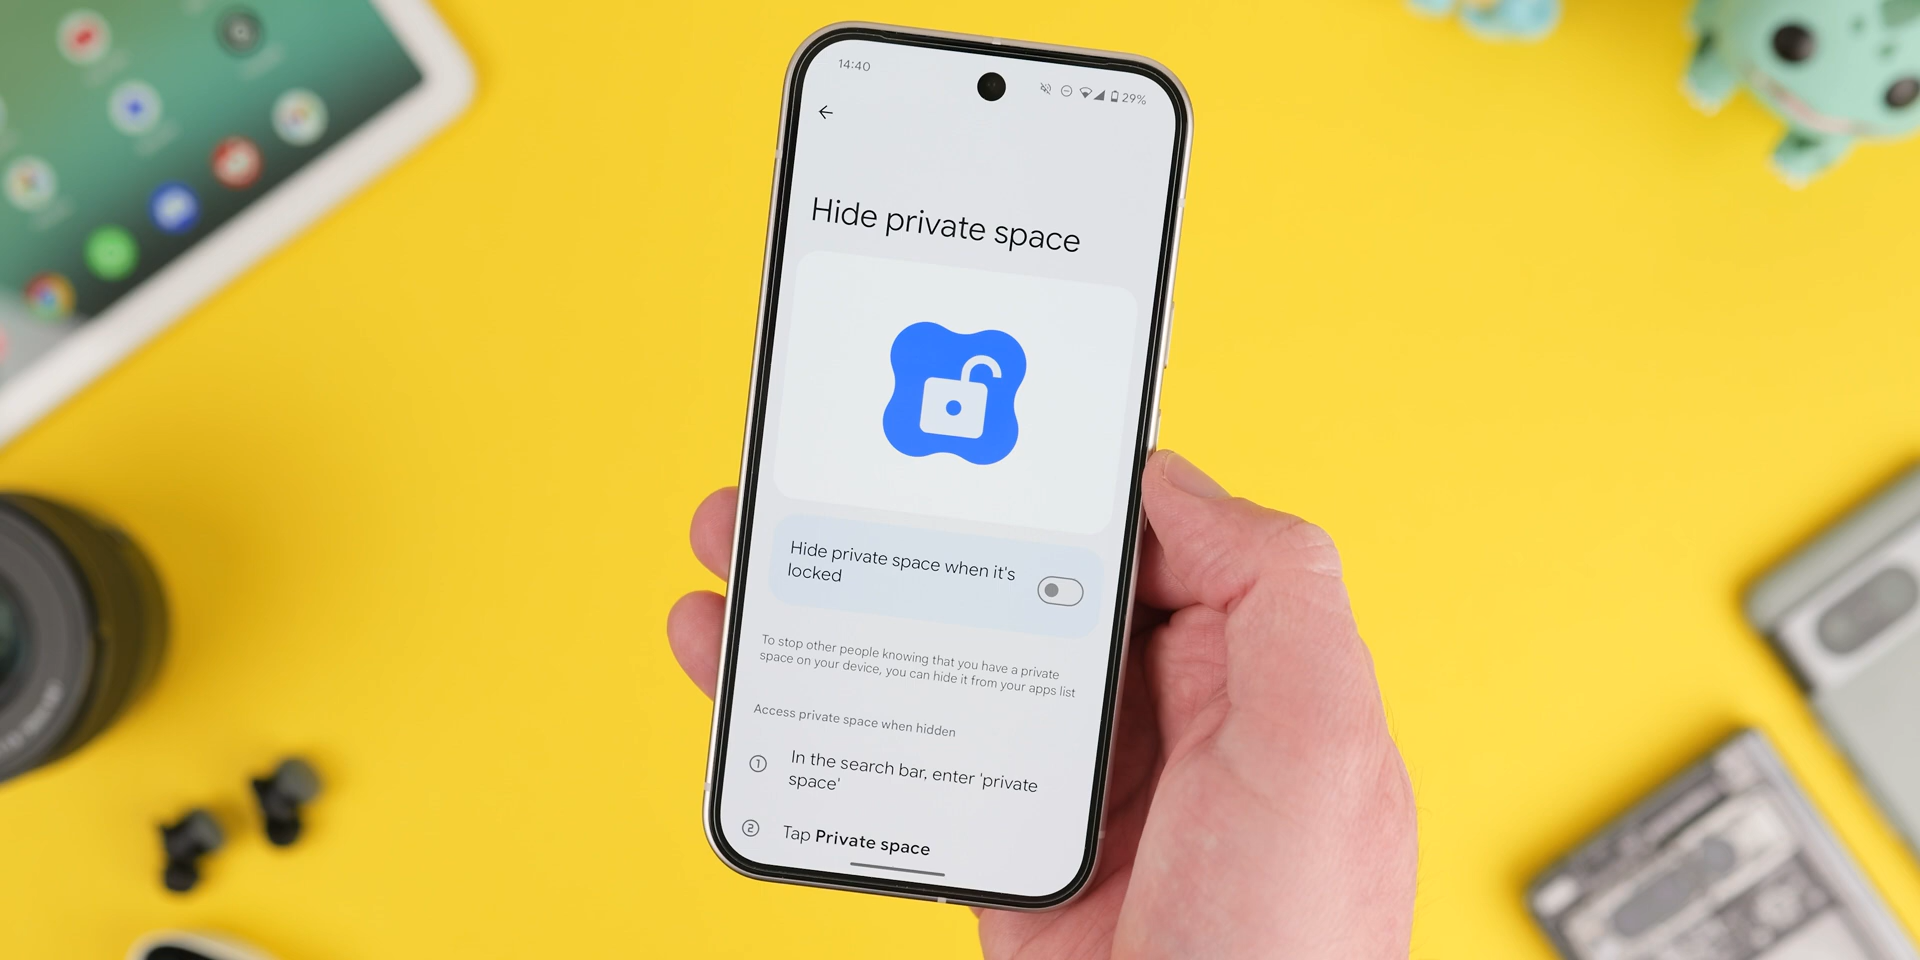 14:40
29%
Hide private space
Hide private space when it's
locked
To stop other people knowing that you have a private
space on your device, you can hide it from your apps list
Access private space when hidden
1
In the search bar, enter 'private
space'
2
Tap Private space